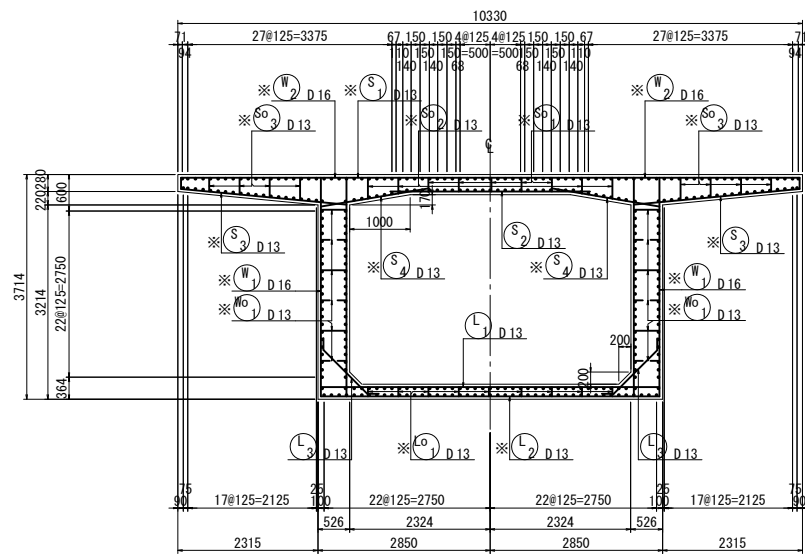 10330
71 27@125=3375 67 150 150 4@125 4@125 150 150 67 27@125=3375 71
94 110 150 150=500=500 150 150 110 94
140 140 68 68 140 140
※ W2 D16 ※ S1 D13 ※ W2 D16
※ So3 D13 ※ So2 D13 ※ So1 D13 ※ So3 D13
220 280
600
170
1000
※ S3 D13 S2 D13 ※ S3 D13
※ S4 D13 ※ S4 D13
※ W1 D16 ※ W1 D16
※ Wo1 D13 ※ Wo1 D13
3714
3214
22@125=2750
L1 D13
200
200
364
L3 D13 ※ Lo1 D13 ※ L2 D13 L3 D13
75 25 25 75
90 17@125=2125 100 22@125=2750 22@125=2750 100 17@125=2125 90
526 2324 2324 526
2315 2850 2850 2315